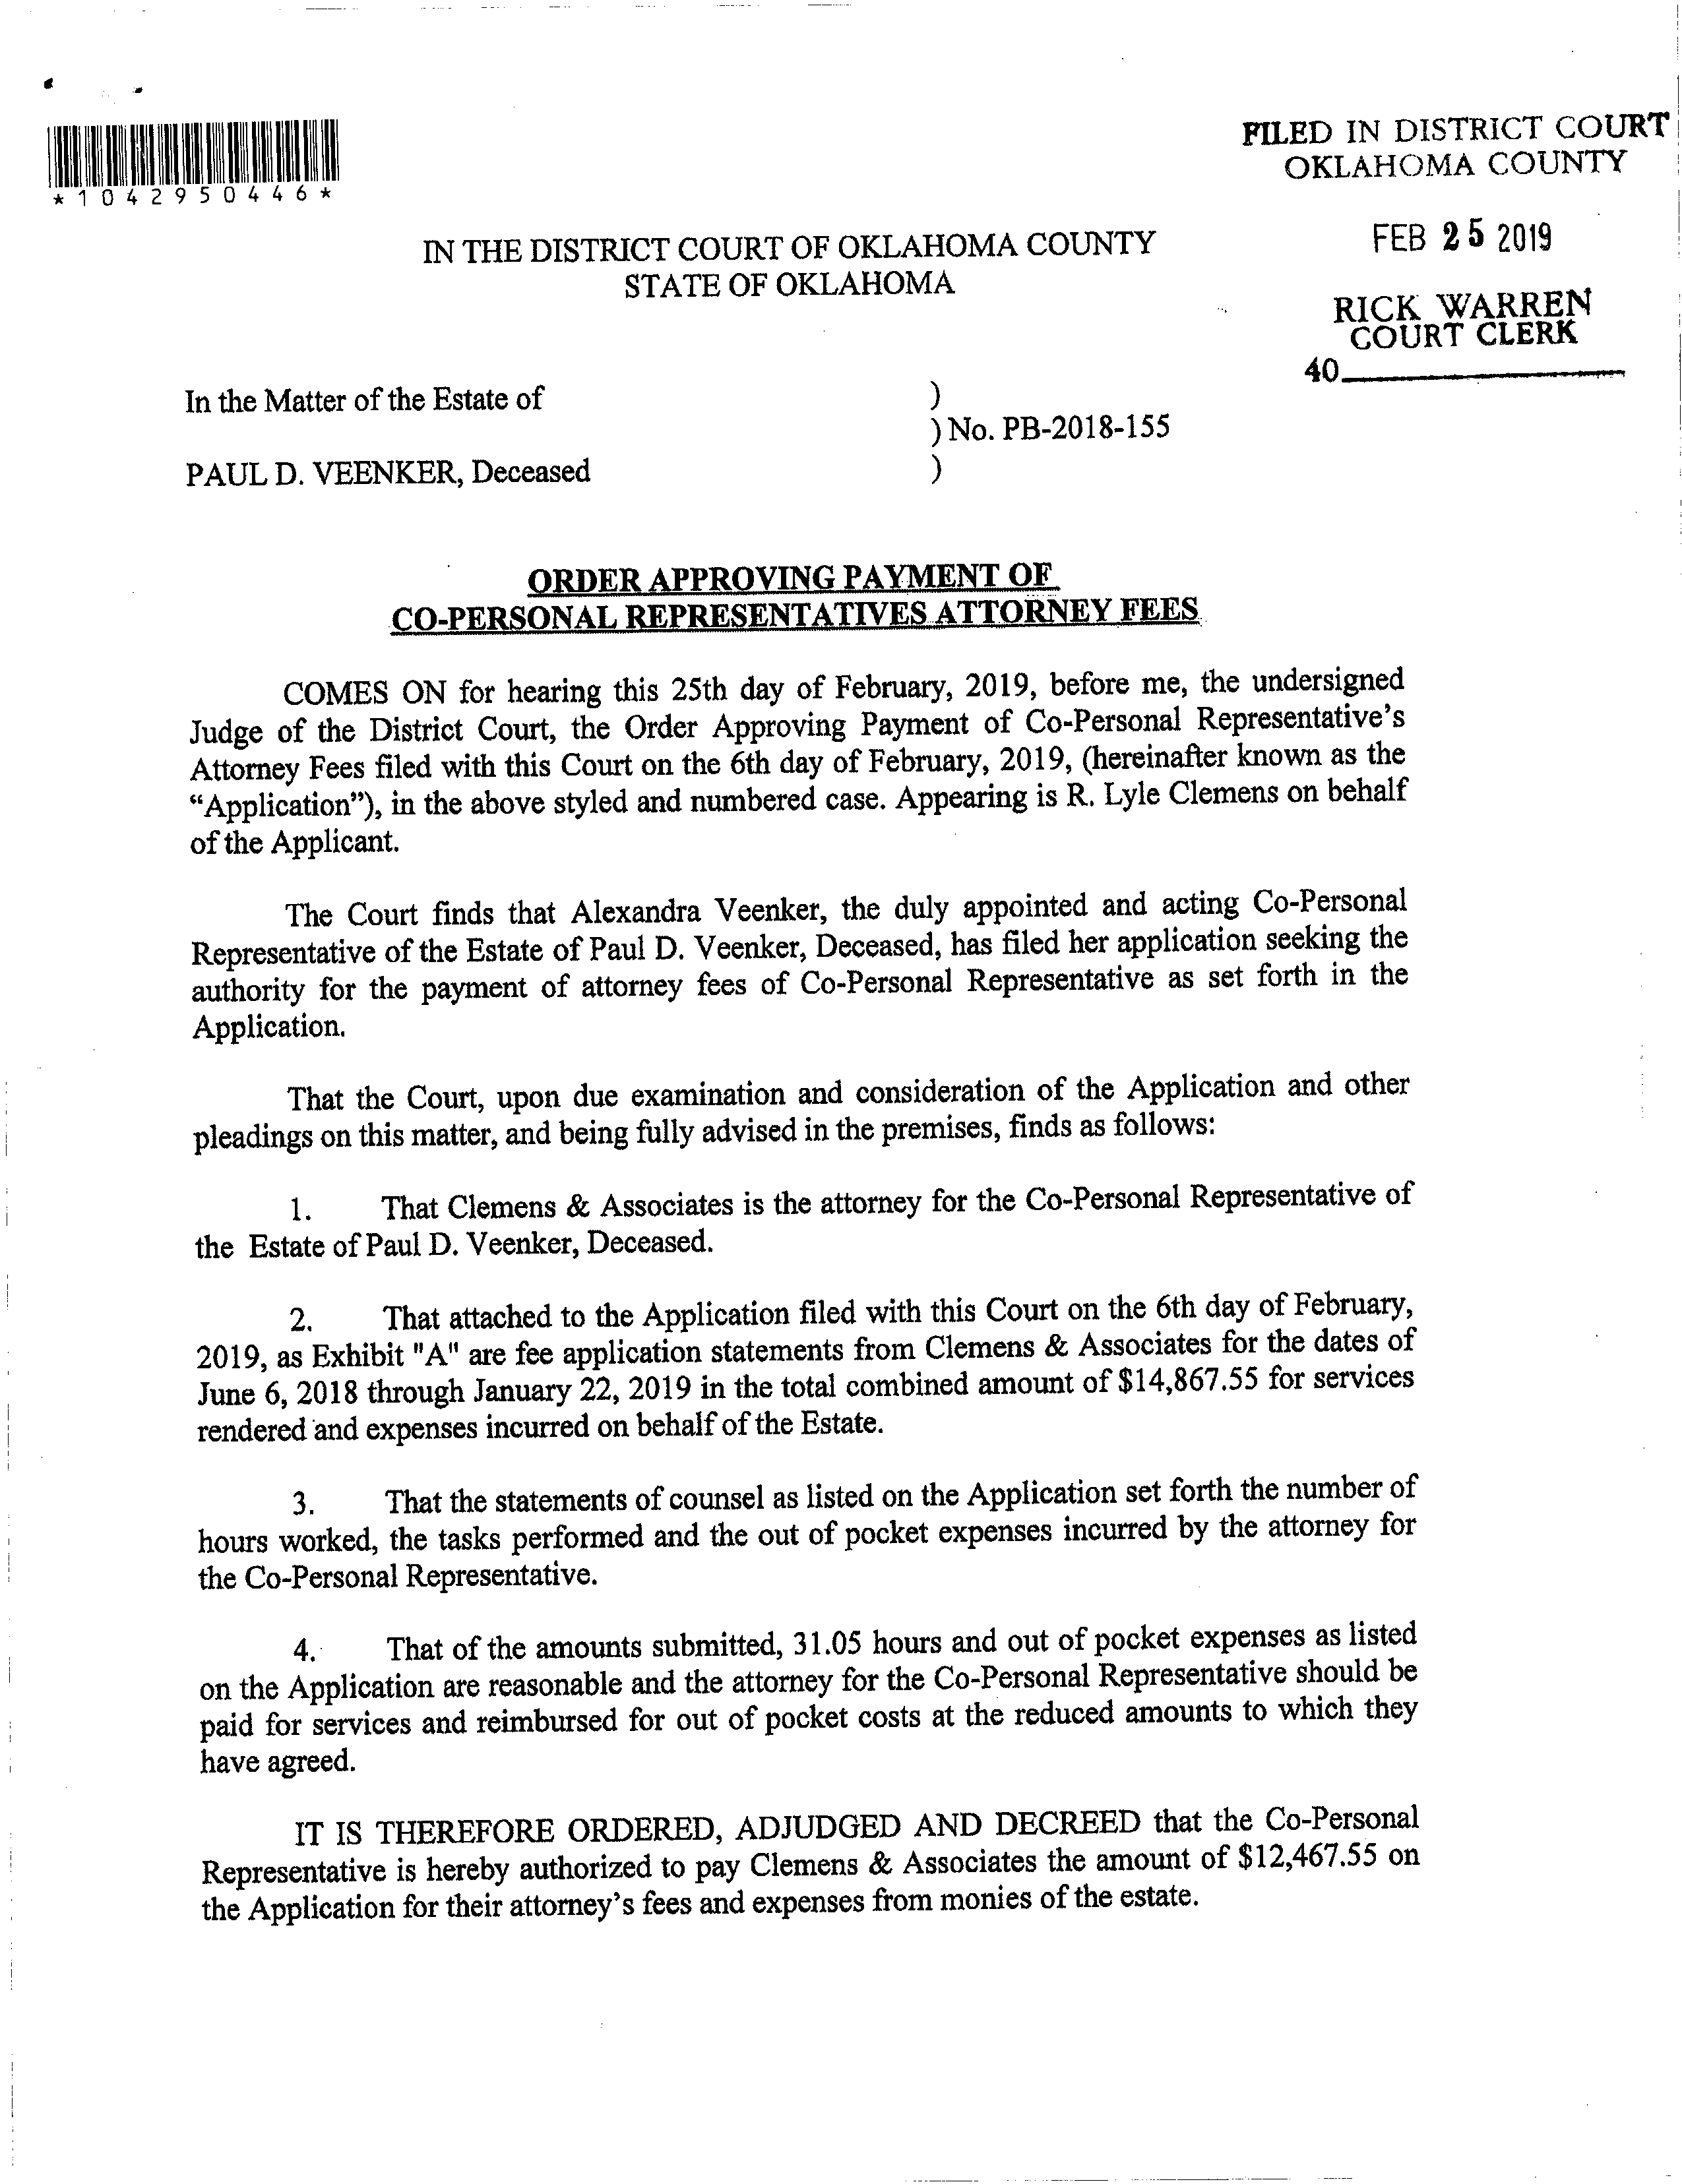 FILED IN DISTRICT COURT
OKLAHOMA COUNTY
*1042950446*
FEB 25 2019
IN THE DISTRICT COURT OF OKLAHOMA COUNTY
STATE OF OKLAHOMA
RICK WARREN
COURT CLERK
40
In the Matter of the Estate of )
) No. PB-2018-155
PAUL D. VEENKER, Deceased )
ORDER APPROVING PAYMENT OF
CO-PERSONAL REPRESENTATIVES ATTORNEY FEES
COMES ON for hearing this 25th day of February, 2019, before me, the undersigned
Judge of the District Court, the Order Approving Payment of Co-Personal Representative's
Attorney Fees filed with this Court on the 6th day of February, 2019, (hereinafter known as the
“Application”), in the above styled and numbered case. Appearing is R. Lyle Clemens on behalf
of the Applicant.
The Court finds that Alexandra Veenker, the duly appointed and acting Co-Personal
Representative of the Estate of Paul D. Veenker, Deceased, has filed her application seeking the
authority for the payment of attorney fees of Co-Personal Representative as set forth in the
Application.
That the Court, upon due examination and consideration of the Application and other
pleadings on this matter, and being fully advised in the premises, finds as follows:
1. That Clemens & Associates is the attorney for the Co-Personal Representative of
the Estate of Paul D. Veenker, Deceased.
2. That attached to the Application filed with this Court on the 6th day of February,
2019, as Exhibit "A" are fee application statements from Clemens & Associates for the dates of
June 6, 2018 through January 22, 2019 in the total combined amount of $14,867.55 for services
rendered and expenses incurred on behalf of the Estate.
3. That the statements of counsel as listed on the Application set forth the number of
hours worked, the tasks performed and the out of pocket expenses incurred by the attorney for
the Co-Personal Representative.
4. That of the amounts submitted, 31.05 hours and out of pocket expenses as listed
on the Application are reasonable and the attorney for the Co-Personal Representative should be
paid for services and reimbursed for out of pocket costs at the reduced amounts to which they
have agreed.
IT IS THEREFORE ORDERED, ADJUDGED AND DECREED that the Co-Personal
Representative is hereby authorized to pay Clemens & Associates the amount of $12,467.55 on
the Application for their attorney's fees and expenses from monies of the estate.